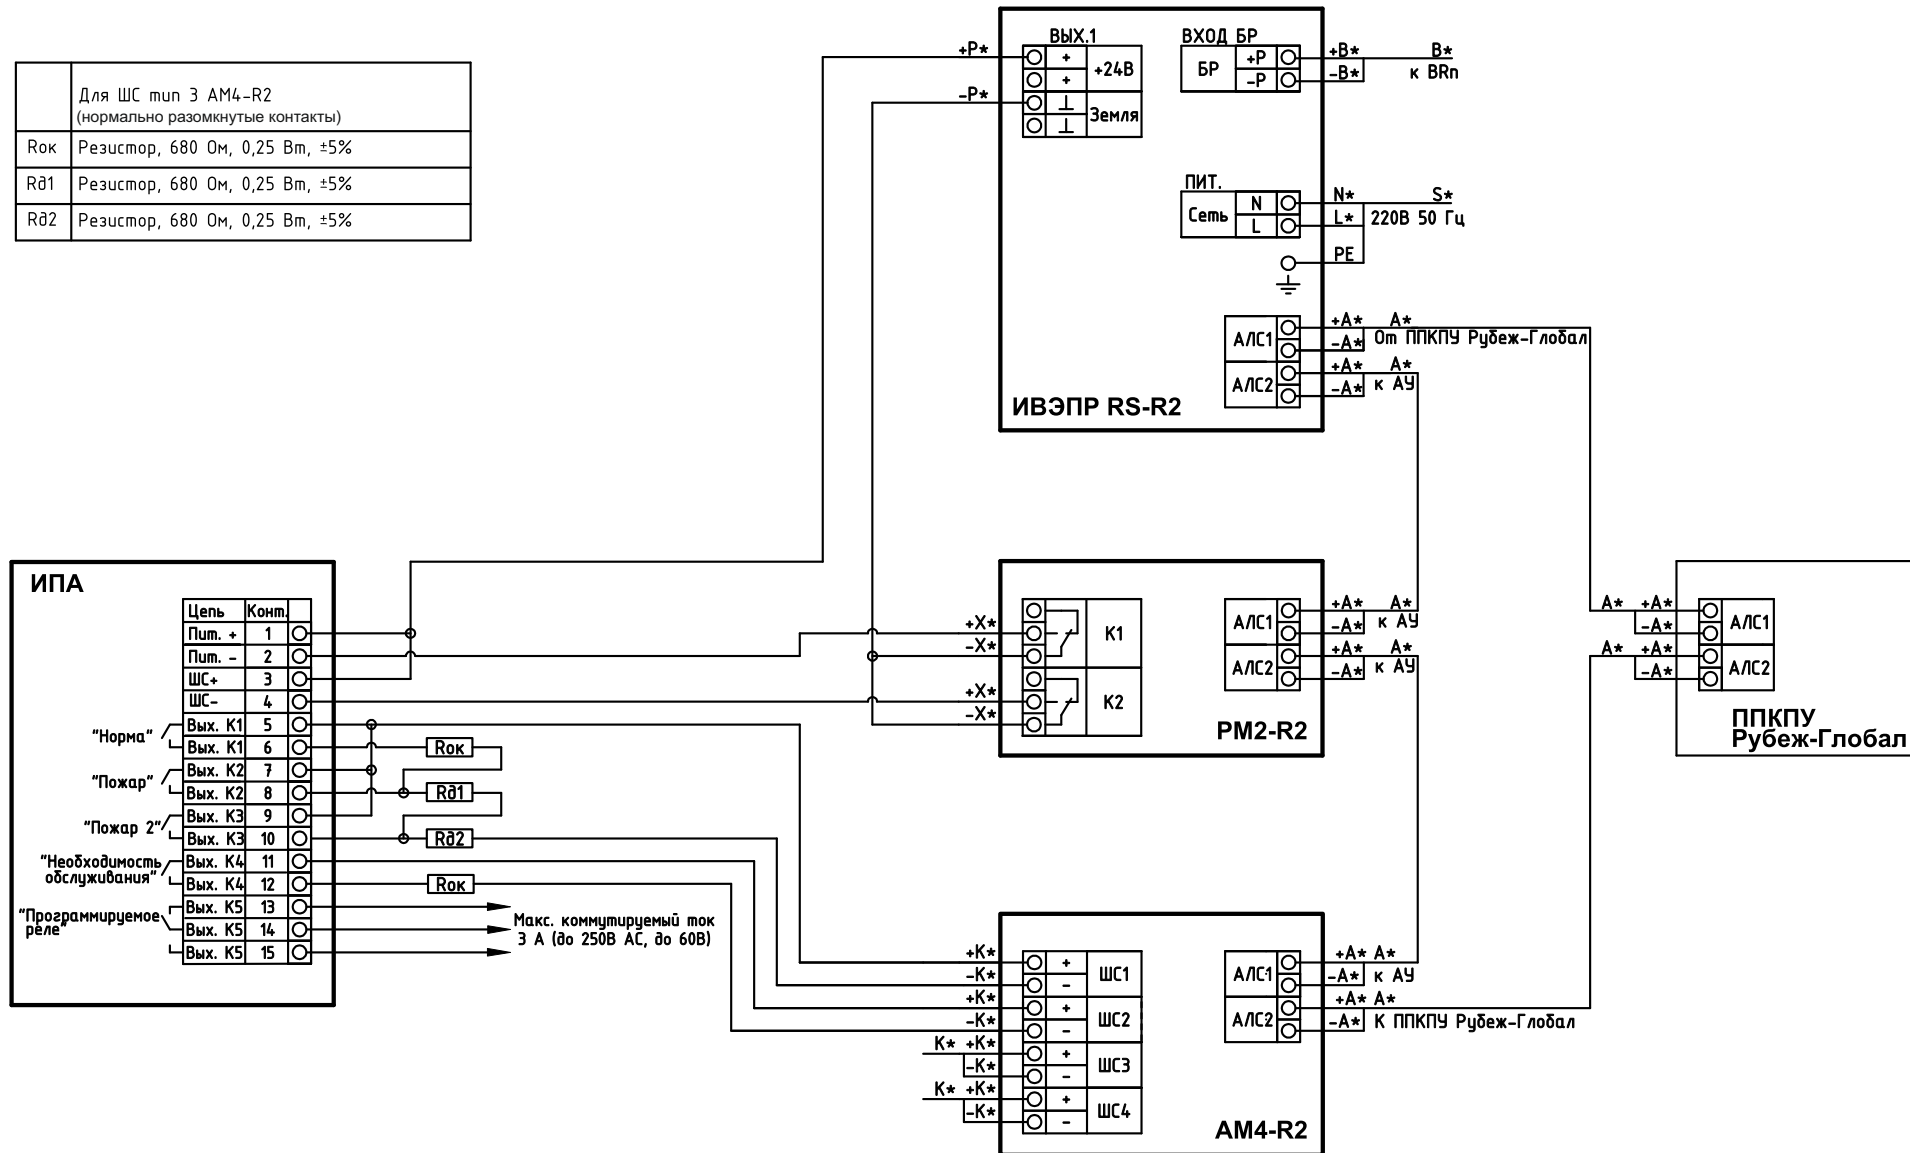 Для ШС тип 3 АМ4-R2
(нормально разомкнутые контакты)
Rок Резистор, 680 Ом, 0,25 Вт, ±5%
Rд1 Резистор, 680 Ом, 0,25 Вт, ±5%
Rд2 Резистор, 680 Ом, 0,25 Вт, ±5%
+P*
-P*
ВЫХ.1
+ +24В
+
⊥ Земля
⊥
ВХОД БР
БР +P
-P
+B* B*
-B* к BRn
ПИТ.
Сеть N
L
N* S*
L* 220В 50 Гц
PE
АЛС1
АЛС2
+A* A*
-A* От ППКПУ Рубеж-Глобал
+A* A*
-A* к АУ
ИВЭПР RS-R2
ИПА
Цепь Конт.
Пит. + 1
Пит. - 2
ШС+ 3
ШС- 4
"Норма" Вых. К1 5
Вых. К1 6
"Пожар" Вых. К2 7
Вых. К2 8
"Пожар 2" Вых. К3 9
Вых. К3 10
"Необходимость обслуживания" Вых. К4 11
Вых. К4 12
"Программируемое реле" Вых. К5 13
Вых. К5 14
Вых. К5 15
Rок
Rд1
Rд2
Rок
Макс. коммутируемый ток
3 А (до 250В АС, до 60В)
+X*
-X*
+X*
-X*
К1
К2
АЛС1
АЛС2
+A* A*
-A* к АУ
+A* A*
-A* к АУ
РМ2-R2
A* +A*
-A*
A* +A*
-A*
АЛС1
АЛС2
ППКПУ
Рубеж-Глобал
+K*
-K*
+K*
-K*
K* +K*
-K*
K* +K*
-K*
+ ШС1
-
+ ШС2
-
+ ШС3
-
+ ШС4
-
АЛС1
АЛС2
+A* A*
-A* к АУ
+A* A*
-A* К ППКПУ Рубеж-Глобал
АМ4-R2